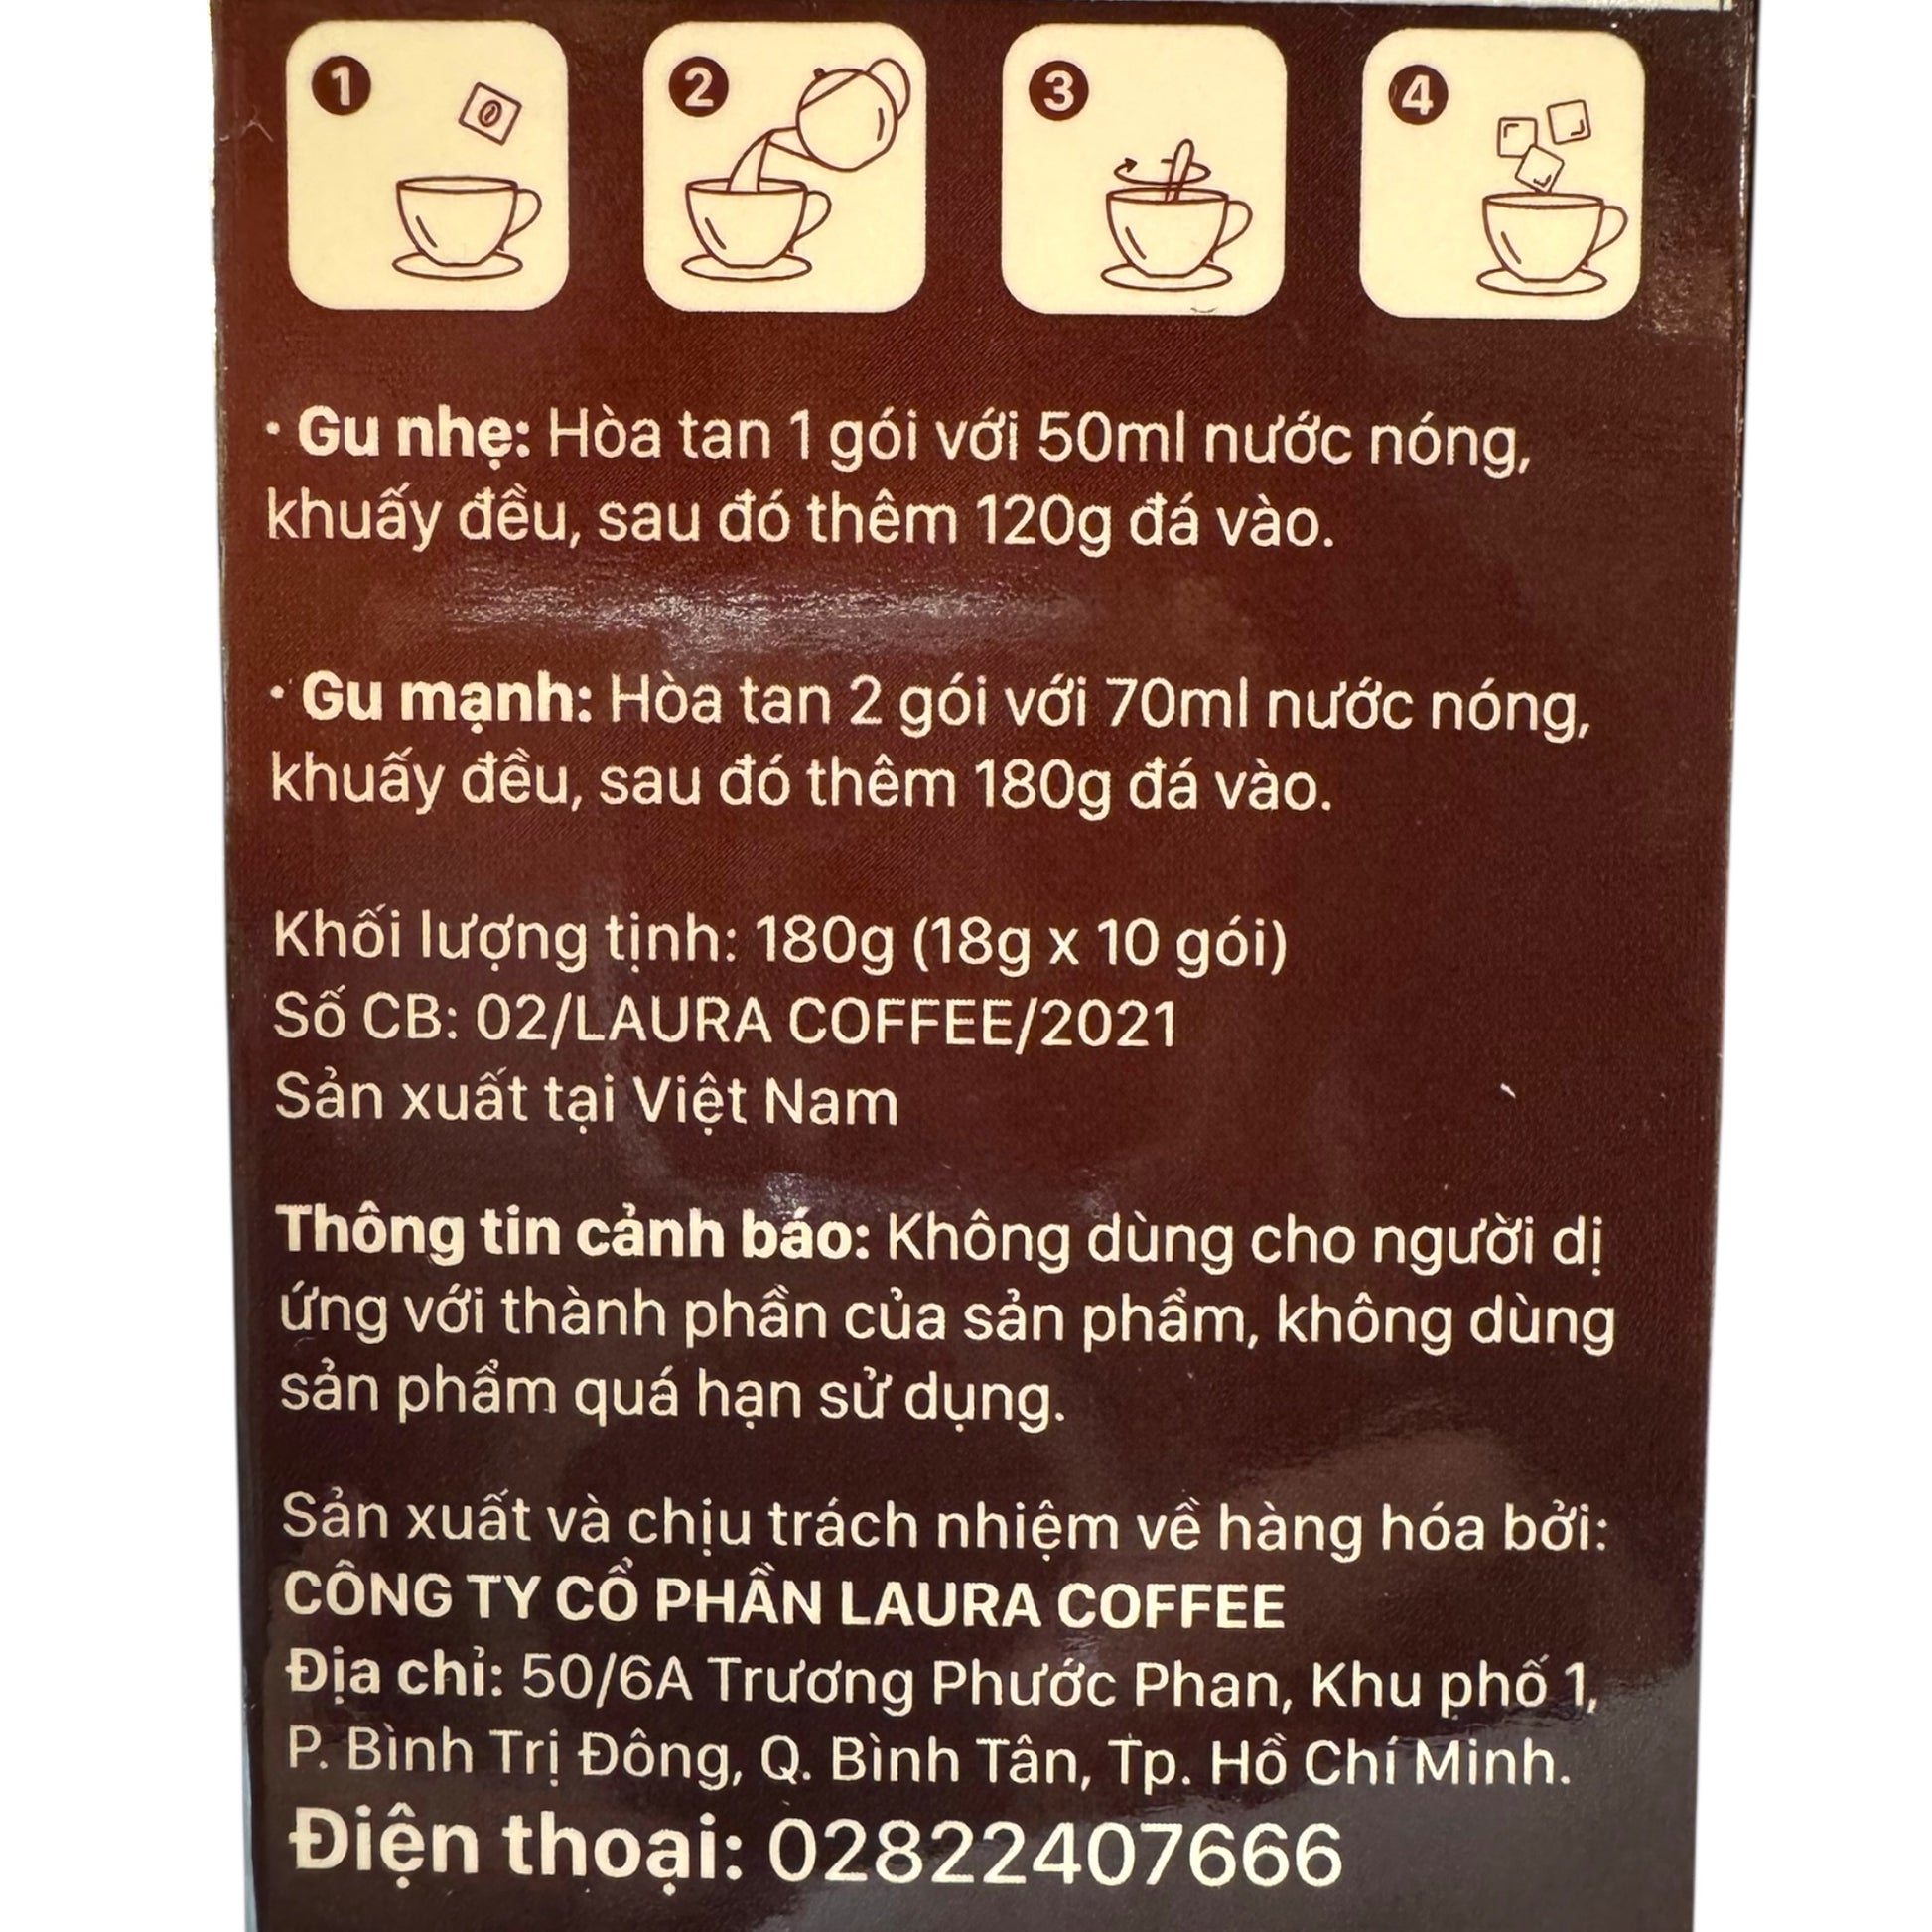 1 2 3 4
· Gu nhẹ: Hòa tan 1 gói với 50ml nước nóng,
khuấy đều, sau đó thêm 120g đá vào.
· Gu mạnh: Hòa tan 2 gói với 70ml nước nóng,
khuấy đều, sau đó thêm 180g đá vào.
Khối lượng tịnh: 180g (18g x 10 gói)
Số CB: 02/LAURA COFFEE/2021
Sản xuất tại Việt Nam
Thông tin cảnh báo: Không dùng cho người dị
ứng với thành phần của sản phẩm, không dùng
sản phẩm quá hạn sử dụng.
Sản xuất và chịu trách nhiệm về hàng hóa bởi:
CÔNG TY CỔ PHẦN LAURA COFFEE
Địa chỉ: 50/6A Trương Phước Phan, Khu phố 1,
P. Bình Trị Đông, Q. Bình Tân, Tp. Hồ Chí Minh.
Điện thoại: 02822407666